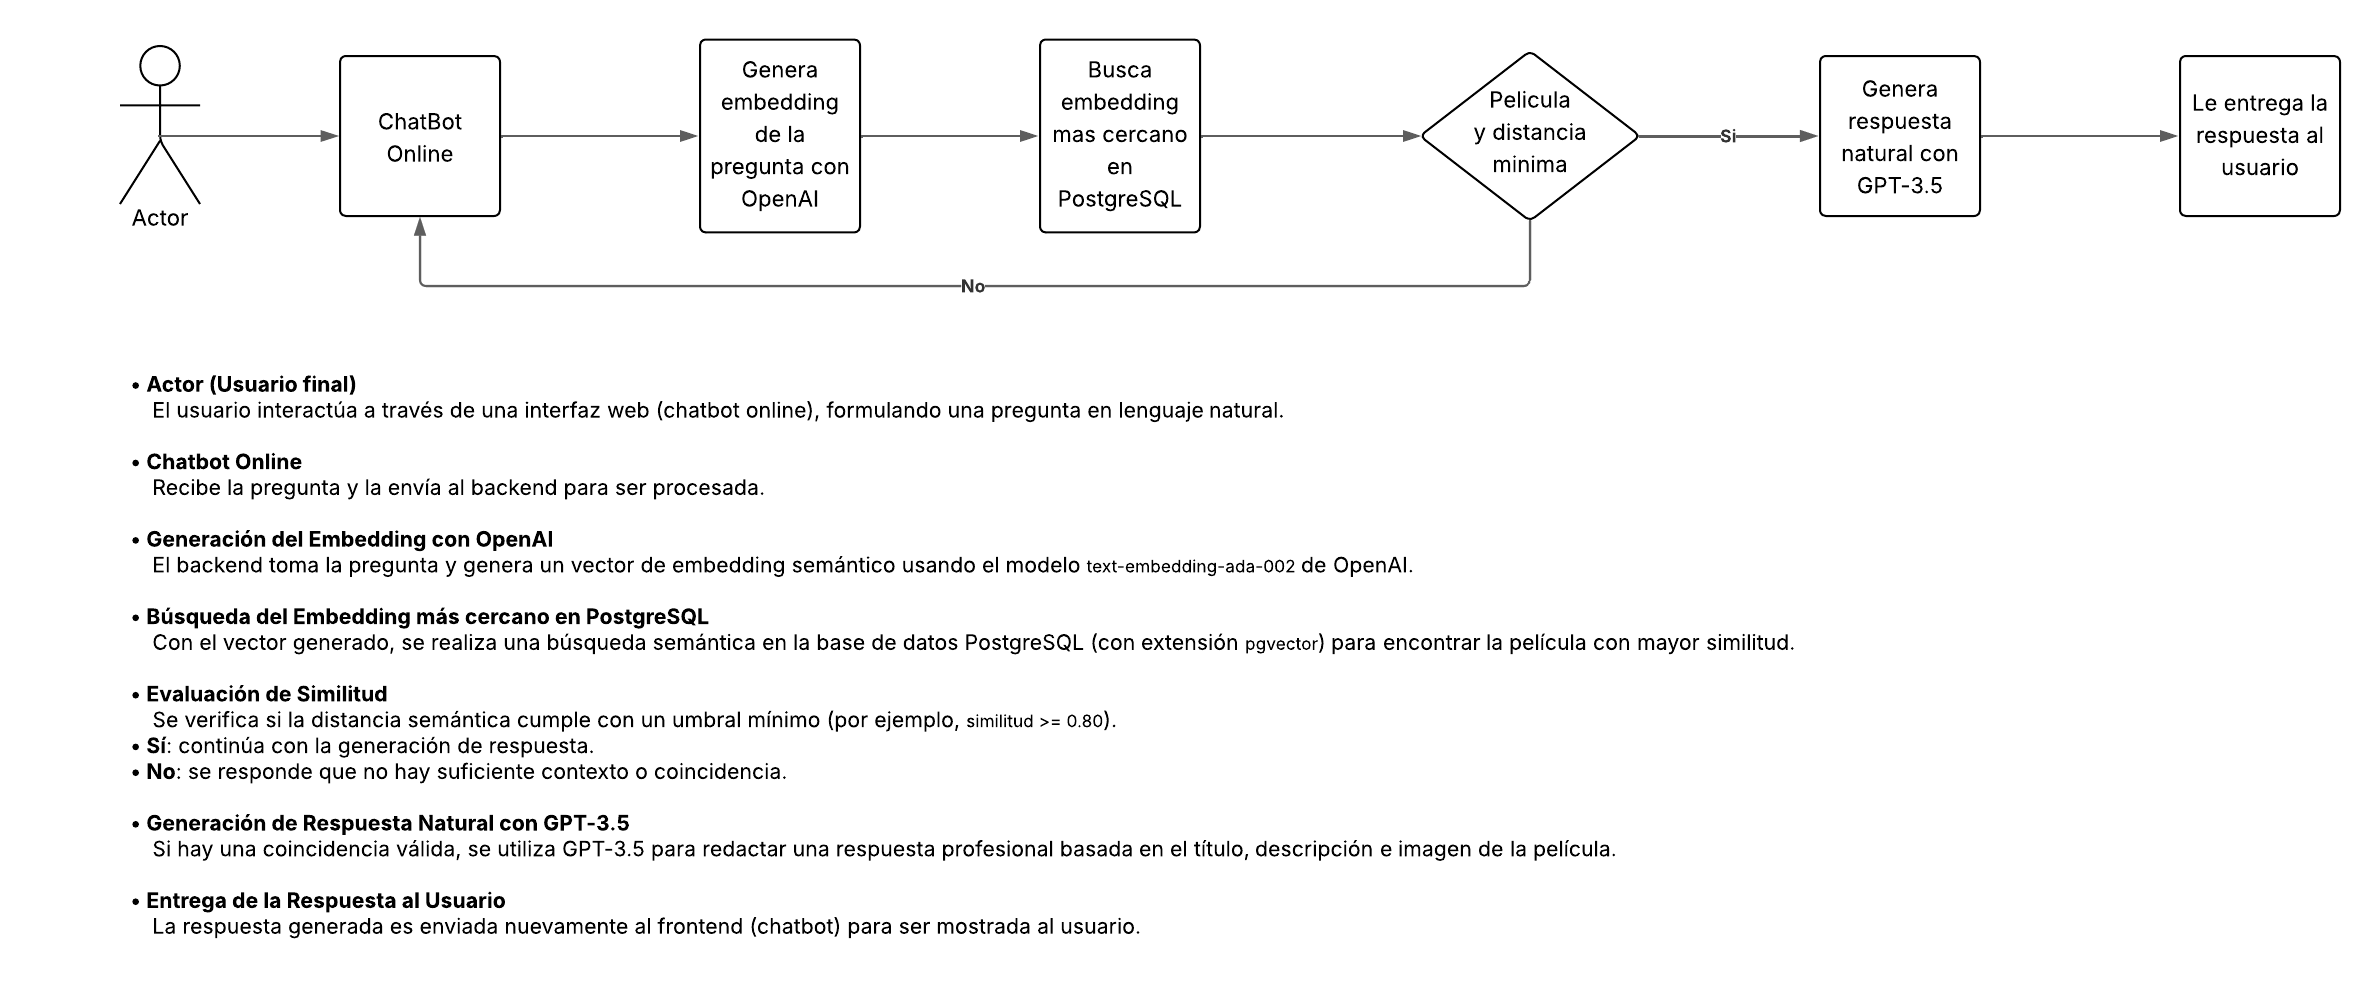 Actor
ChatBot
Online
Genera
embedding
de la
pregunta con
OpenAI
Busca
embedding
mas cercano
en
PostgreSQL
Pelicula
y distancia
minima
Si
Genera
respuesta
natural con
GPT-3.5
Le entrega la
respuesta al
usuario
No
• Actor (Usuario final)
El usuario interactúa a través de una interfaz web (chatbot online), formulando una pregunta en lenguaje natural.
• Chatbot Online
Recibe la pregunta y la envía al backend para ser procesada.
• Generación del Embedding con OpenAI
El backend toma la pregunta y genera un vector de embedding semántico usando el modelo text-embedding-ada-002 de OpenAI.
• Búsqueda del Embedding más cercano en PostgreSQL
Con el vector generado, se realiza una búsqueda semántica en la base de datos PostgreSQL (con extensión pgvector) para encontrar la película con mayor similitud.
• Evaluación de Similitud
Se verifica si la distancia semántica cumple con un umbral mínimo (por ejemplo, similitud >= 0.80).
• Sí: continúa con la generación de respuesta.
• No: se responde que no hay suficiente contexto o coincidencia.
• Generación de Respuesta Natural con GPT-3.5
Si hay una coincidencia válida, se utiliza GPT-3.5 para redactar una respuesta profesional basada en el título, descripción e imagen de la película.
• Entrega de la Respuesta al Usuario
La respuesta generada es enviada nuevamente al frontend (chatbot) para ser mostrada al usuario.